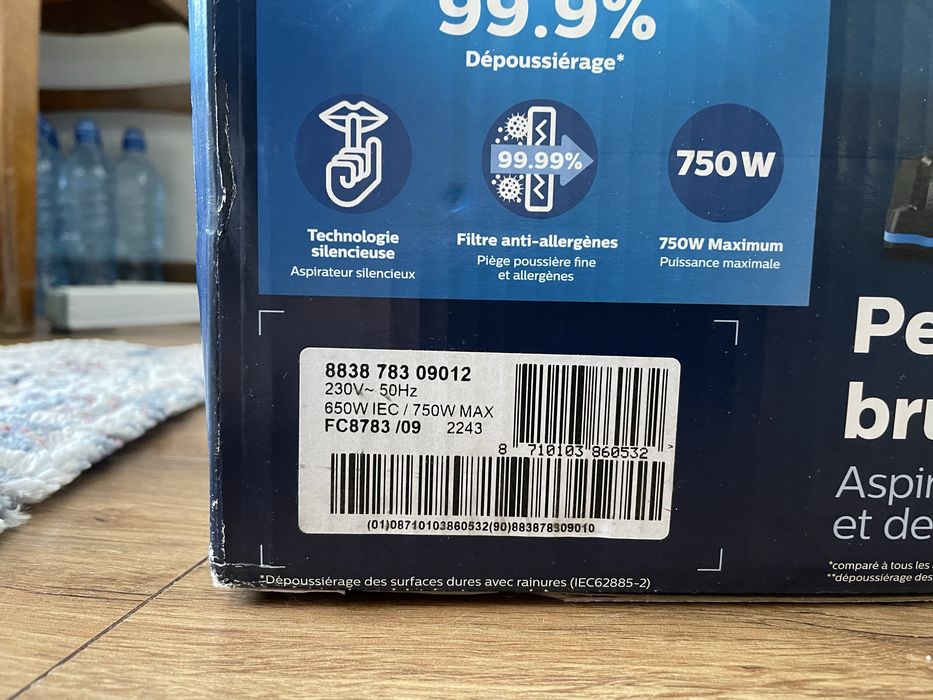 99.9%
Dépoussiérage*
99.99%
750W
Technologie
silencieuse
Aspirateur silencieux
Filtre anti-allergènes
Piège poussière fine
et allergènes
750W Maximum
Puissance maximale
8838 783 09012
230V~ 50Hz
650W IEC / 750W MAX
FC8783 /09 2243
8 710103 860532 >
(01)08710103860532(90)883878309010
*Dépoussiérage des surfaces dures avec rainures (IEC62885-2)
Pe
bru
Aspir
et de
*comparé à tous les
**dépoussiérage des